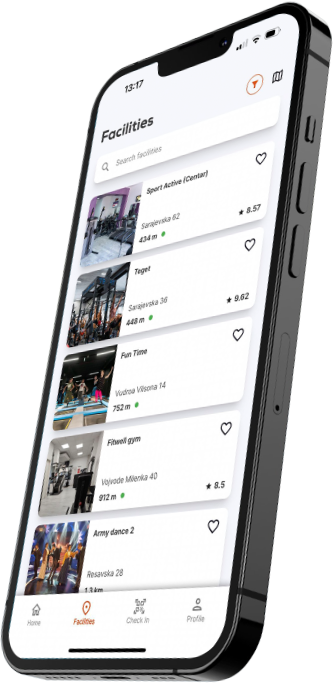 13:17
Facilities
Search facilities
Sport Active (Centar)
Sarajevska 62
434 m
★ 8.57
Teget
Sarajevska 36
448 m
★ 9.62
Fun Time
Vudroa Vilsona 14
752 m
Fitwell gym
Vojvode Milenka 40
912 m
★ 8.5
Army dance 2
Resavska 28
1.3 km
Home
Facilities
Check In
Profile